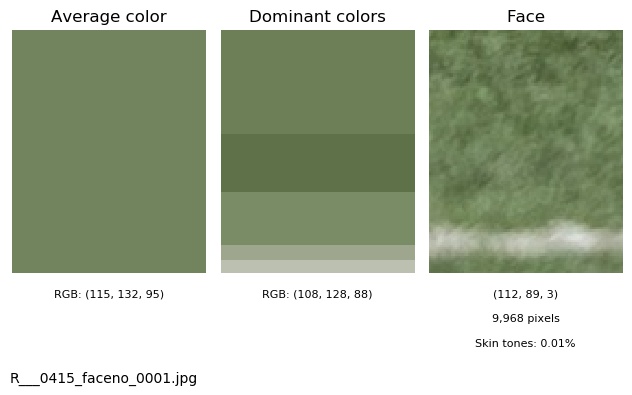 Average color
Dominant colors
Face
RGB: (115, 132, 95)
RGB: (108, 128, 88)
(112, 89, 3)
9,968 pixels
Skin tones: 0.01%
R___0415_faceno_0001.jpg